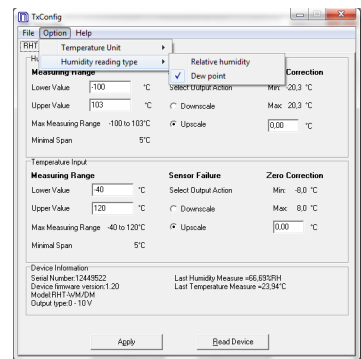 TxConfig
File Option Help
RHT
Temperature Unit
Humidity reading type
Relative humidity
Dew point
Measuring Range Correction
Lower Value -100 °C Select Output Action Min: -20,3 °C
Upper Value 103 °C Downscale Max: 20,3 °C
Max Measuring Range -100 to 103°C Upscale 0,00 °C
Minimal Span 5°C
Temperature Input
Measuring Range Sensor Failure Zero Correction
Lower Value -40 °C Select Output Action Min: -8,0 °C
Upper Value 120 °C Downscale Max: 8,0 °C
Max Measuring Range -40 to 120°C Upscale 0,00 °C
Minimal Span 5°C
Device Information
Serial Number:12449522 Last Humidity Measure =66,69%RH
Device firmware version:1.20 Last Temperature Measure =23,94°C
Model:RHT-WM/DM
Output type:0 - 10 V
Apply Read Device